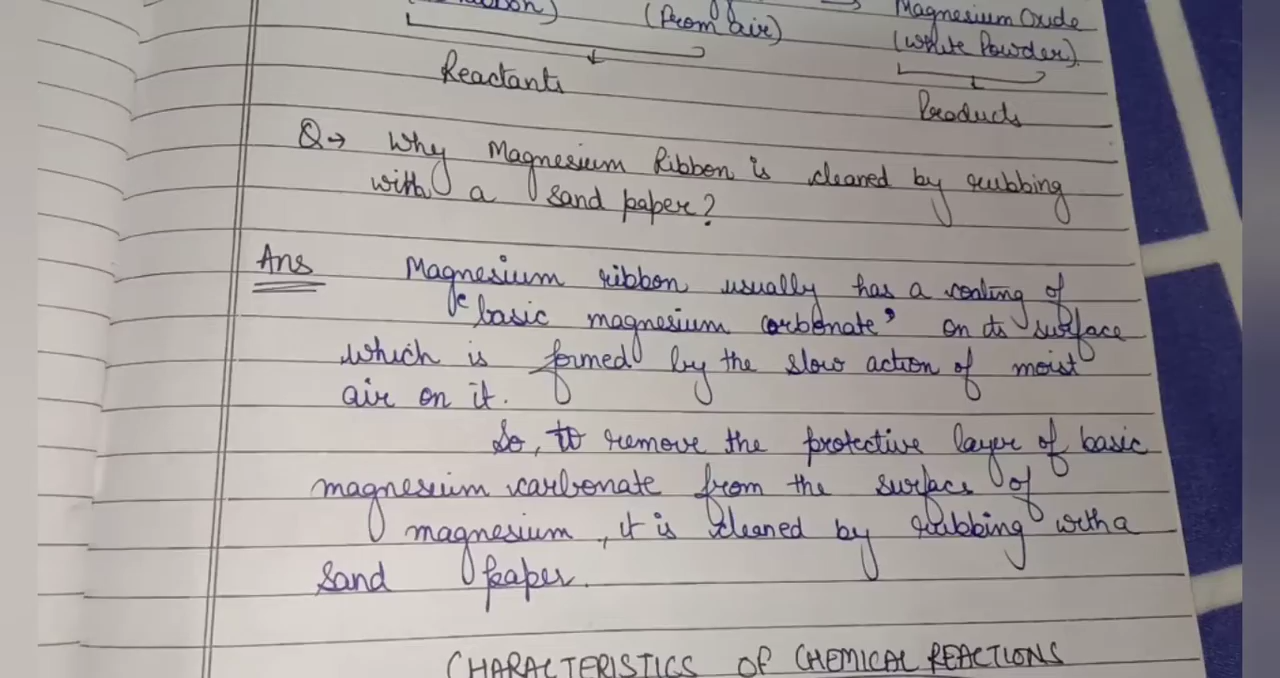 (From air)
Magnesium Oxide
(White Powder)
Reactants
Products
Q→ Why Magnesium Ribbon is cleaned by rubbing
with a sand paper?
Ans Magnesium ribbon usually has a coating of
"basic magnesium carbonate" on its surface
which is formed by the slow action of moist
air on it.
So, to remove the protective layer of basic
magnesium carbonate from the surface of
magnesium, it is cleaned by rubbing with a
sand paper.
CHARACTERISTICS OF CHEMICAL REACTIONS